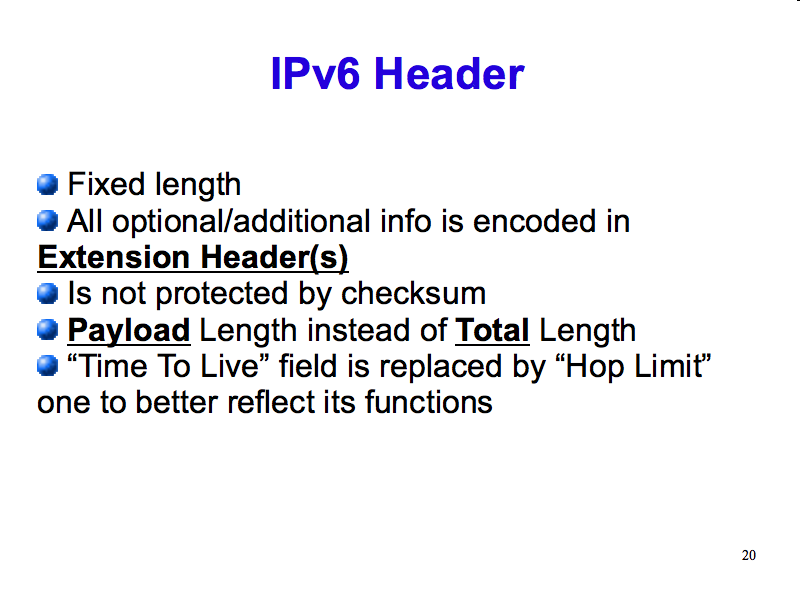 IPv6 Header
Fixed length
All optional/additional info is encoded in
Extension Header(s)
Is not protected by checksum
Payload Length instead of Total Length
“Time To Live” field is replaced by “Hop Limit”
one to better reflect its functions
20